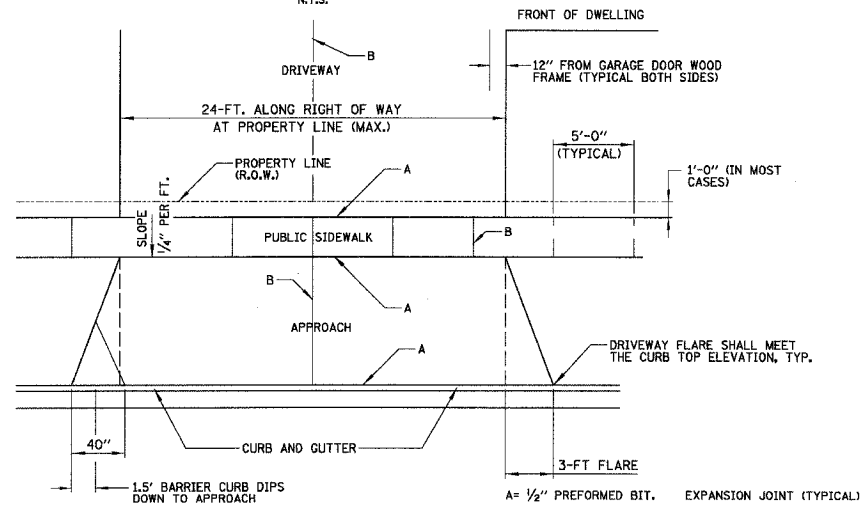 N.T.S.
FRONT OF DWELLING
B
DRIVEWAY
12" FROM GARAGE DOOR WOOD
FRAME (TYPICAL BOTH SIDES)
24-FT. ALONG RIGHT OF WAY
AT PROPERTY LINE (MAX.)
5'-0"
(TYPICAL)
PROPERTY LINE
(R.O.W.)
A
1'-0" (IN MOST
CASES)
SLOPE
1/4" PER FT.
PUBLIC SIDEWALK
B
B
A
APPROACH
A
DRIVEWAY FLARE SHALL MEET
THE CURB TOP ELEVATION, TYP.
40"
CURB AND GUTTER
3-FT FLARE
1.5' BARRIER CURB DIPS
DOWN TO APPROACH
A= 1/2" PREFORMED BIT. EXPANSION JOINT (TYPICAL)